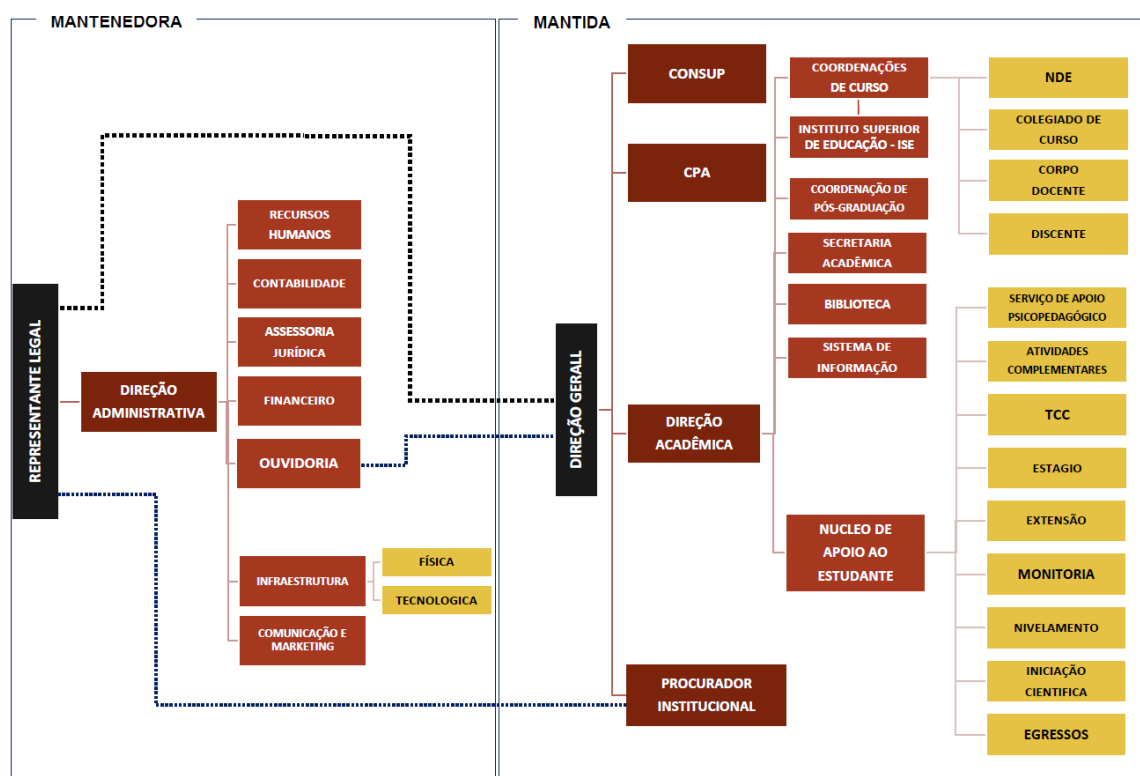 MANTENEDORA
REPRESENTANTE LEGAL
DIREÇÃO
ADMINISTRATIVA
RECURSOS
HUMANOS
CONTABILIDADE
ASSESSORIA
JURÍDICA
FINANCEIRO
OUVIDORIA
INFRAESTRUTURA
FÍSICA
TECNOLOGICA
COMUNICAÇÃO E
MARKETING
MANTIDA
DIREÇÃO GERALL
CONSUP
CPA
DIREÇÃO
ACADÊMICA
PROCURADOR
INSTITUCIONAL
COORDENAÇÕES
DE CURSO
INSTITUTO SUPERIOR
DE EDUCAÇÃO - ISE
COORDENAÇÃO DE
PÓS-GRADUAÇÃO
SECRETARIA
ACADÊMICA
BIBLIOTECA
SISTEMA DE
INFORMAÇÃO
NUCLEO DE
APOIO AO
ESTUDANTE
NDE
COLEGIADO DE
CURSO
CORPO
DOCENTE
DISCENTE
SERVIÇO DE APOIO
PSICOPEDAGÓGICO
ATIVIDADES
COMPLEMENTARES
TCC
ESTAGIO
EXTENSÃO
MONITORIA
NIVELAMENTO
INICIAÇÃO
CIENTIFICA
EGRESSOS